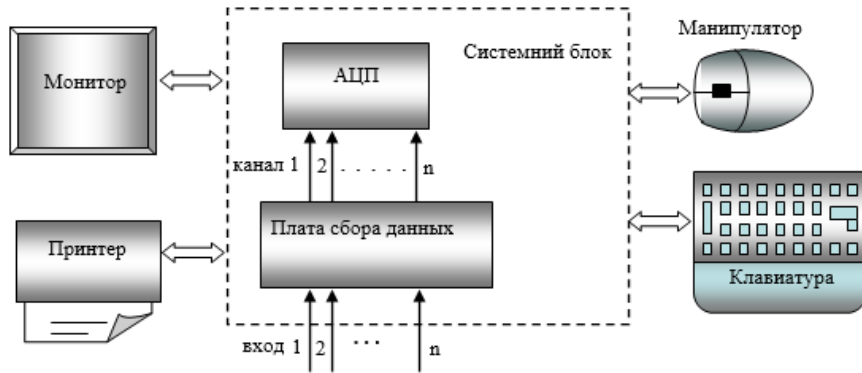 Манипулятор
Системний блок
Монитор
АЦП
канал 1 2 . . . . . n
Плата сбора данных
Принтер
Клавиатура
вход 1 2 ... n